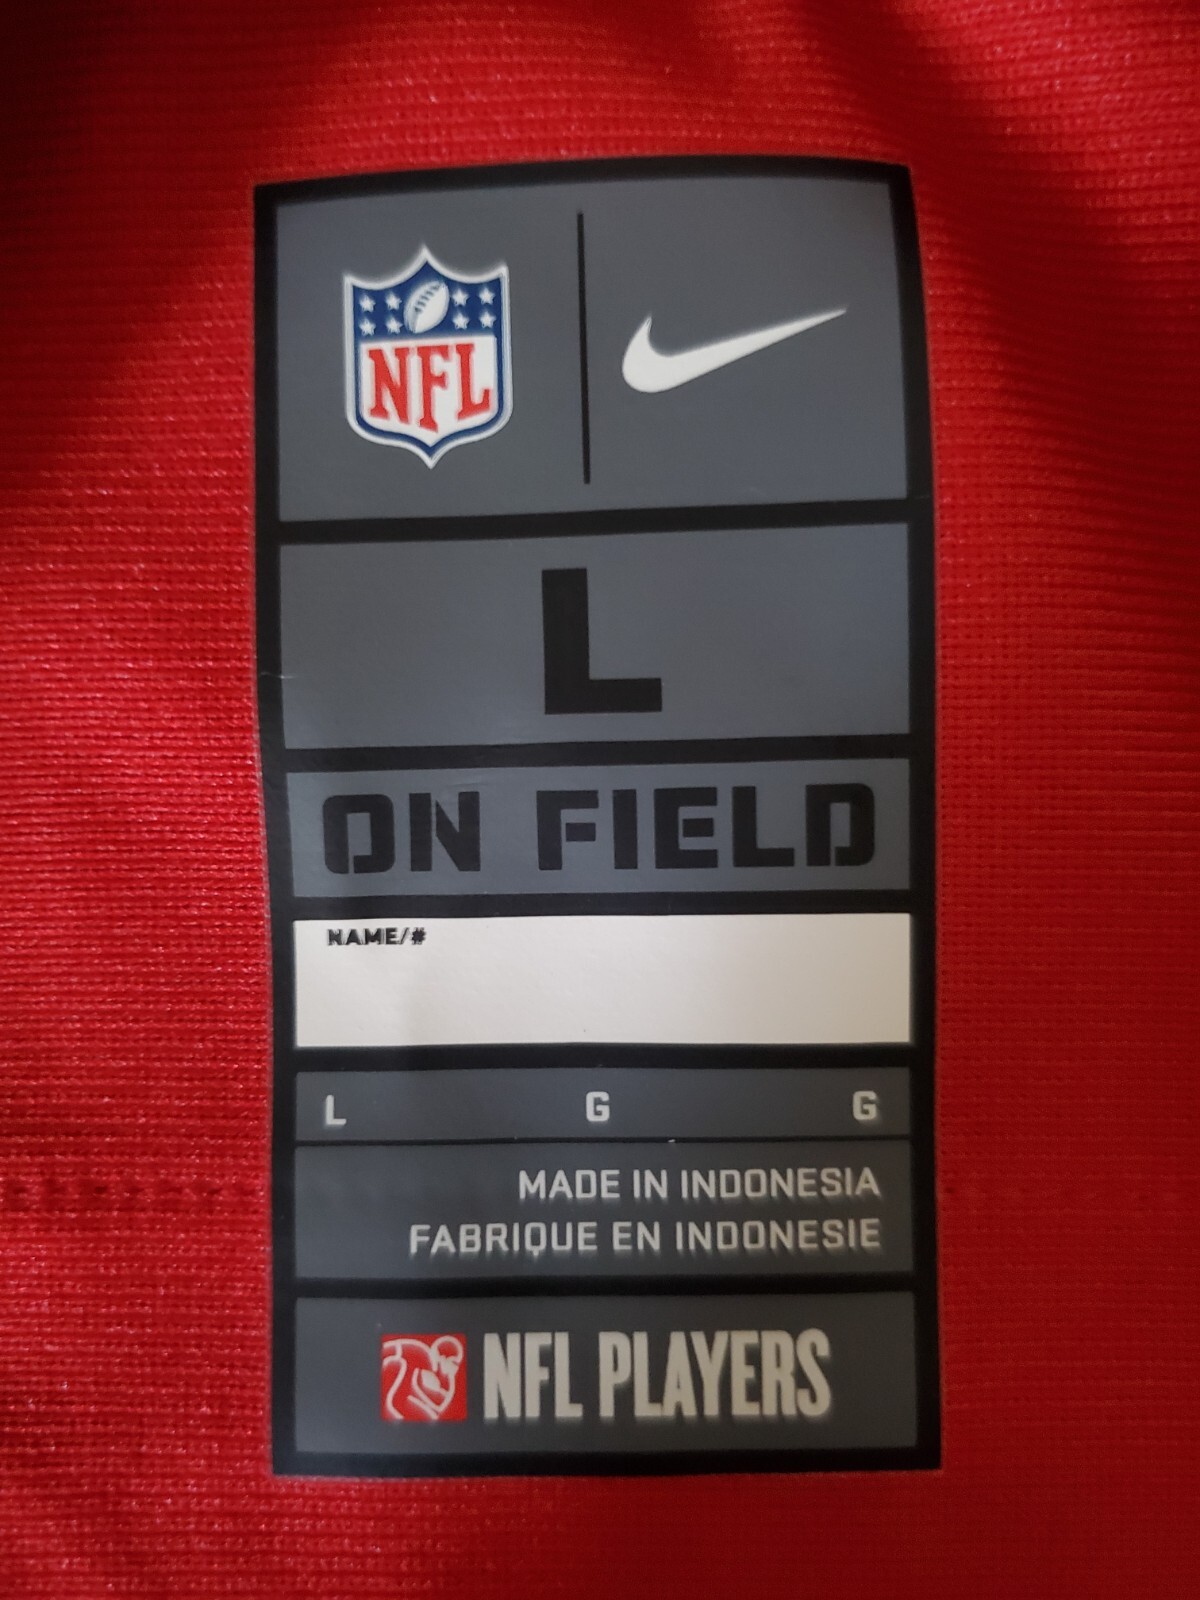 NFL
L
ON FIELD
NAME/#
L G G
MADE IN INDONESIA
FABRIQUE EN INDONESIE
NFL PLAYERS